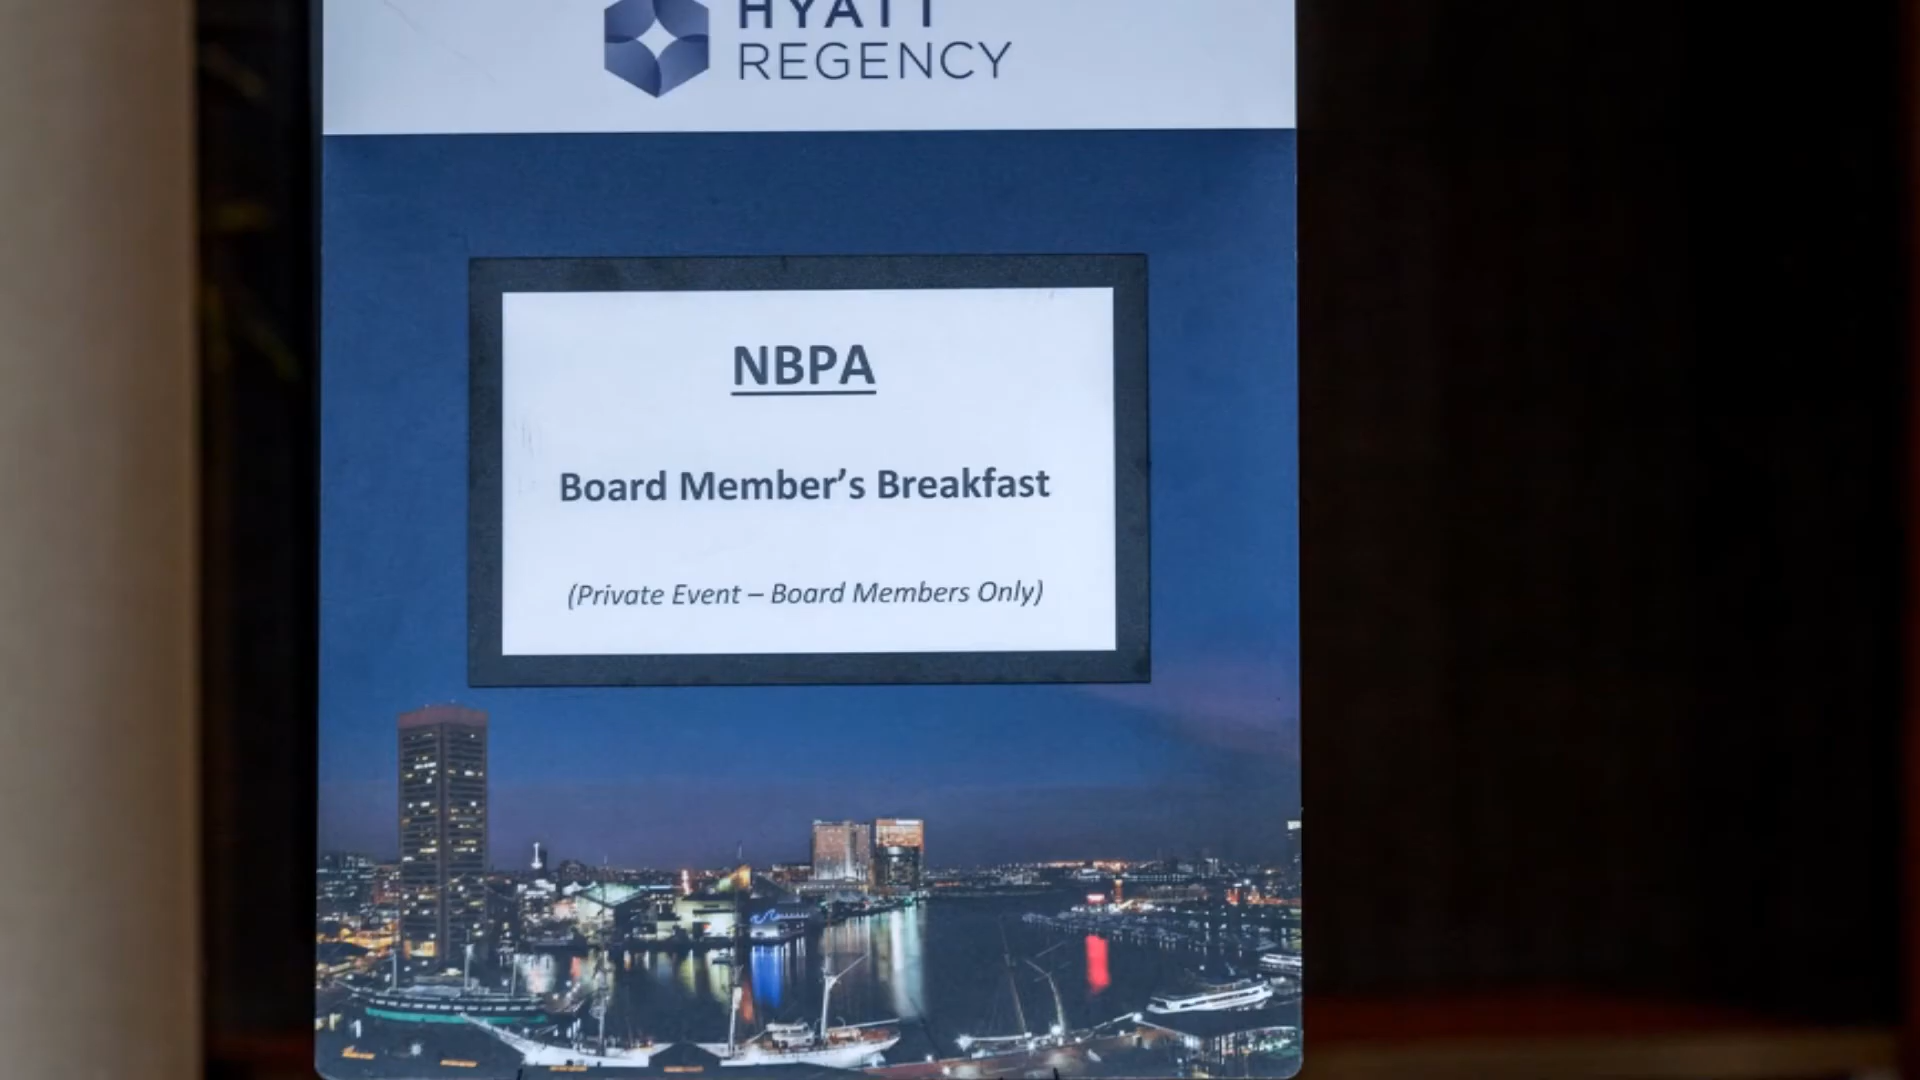 HYATT
REGENCY
NBPA
Board Member’s Breakfast
(Private Event – Board Members Only)